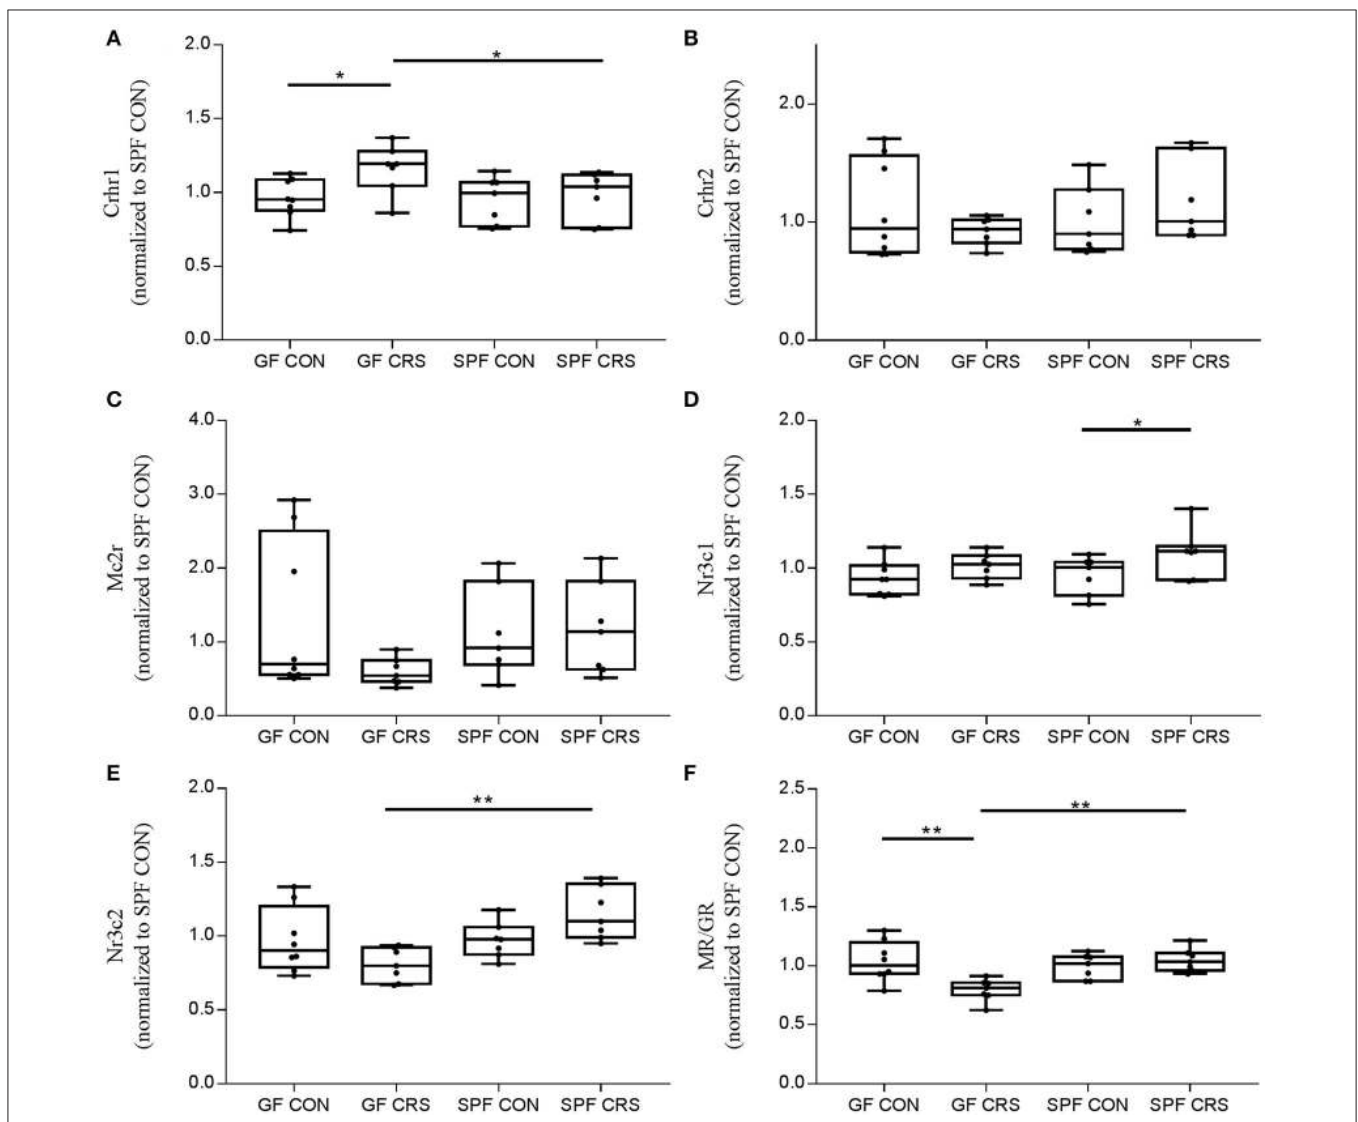 A
2.0
*
*
1.5
1.0
0.5
0.0
Crhr1
(normalized to SPF CON)
GF CON GF CRS SPF CON SPF CRS
B
2.0
1.0
0.0
Crhr2
(normalized to SPF CON)
GF CON GF CRS SPF CON SPF CRS
C
4.0
3.0
2.0
1.0
0.0
Mc2r
(normalized to SPF CON)
GF CON GF CRS SPF CON SPF CRS
D
2.0
*
1.5
1.0
0.5
0.0
Nr3c1
(normalized to SPF CON)
GF CON GF CRS SPF CON SPF CRS
E
2.0
**
1.5
1.0
0.5
0.0
Nr3c2
(normalized to SPF CON)
GF CON GF CRS SPF CON SPF CRS
F
2.5
**
**
2.0
1.5
1.0
0.5
0.0
MR/GR
(normalized to SPF CON)
GF CON GF CRS SPF CON SPF CRS